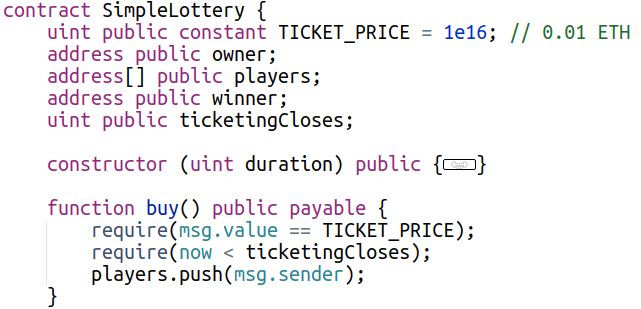 contract SimpleLottery {
    uint public constant TICKET_PRICE = 1e16; // 0.01 ETH
    address public owner;
    address[] public players;
    address public winner;
    uint public ticketingCloses;

    constructor (uint duration) public {...}

    function buy() public payable {
        require(msg.value == TICKET_PRICE);
        require(now < ticketingCloses);
        players.push(msg.sender);
    }